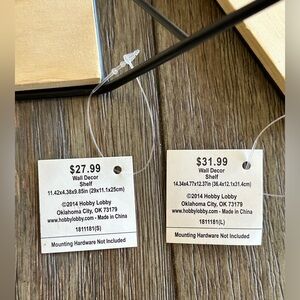 $27.99
Wall Decor
Shelf
11.42x4.38x9.85in (29x11.1x25cm)
©2014 Hobby Lobby
Oklahoma City, OK 73179
www.hobbylobby.com - Made in China
1811181(S)
Mounting Hardware Not Included
$31.99
Wall Decor
Shelf
14.34x4.77x12.37in (36.4x12.1x31.4cm)
©2014 Hobby Lobby
Oklahoma City, OK 73179
www.hobbylobby.com - Made in China
1811181(L)
Mounting Hardware Not Included